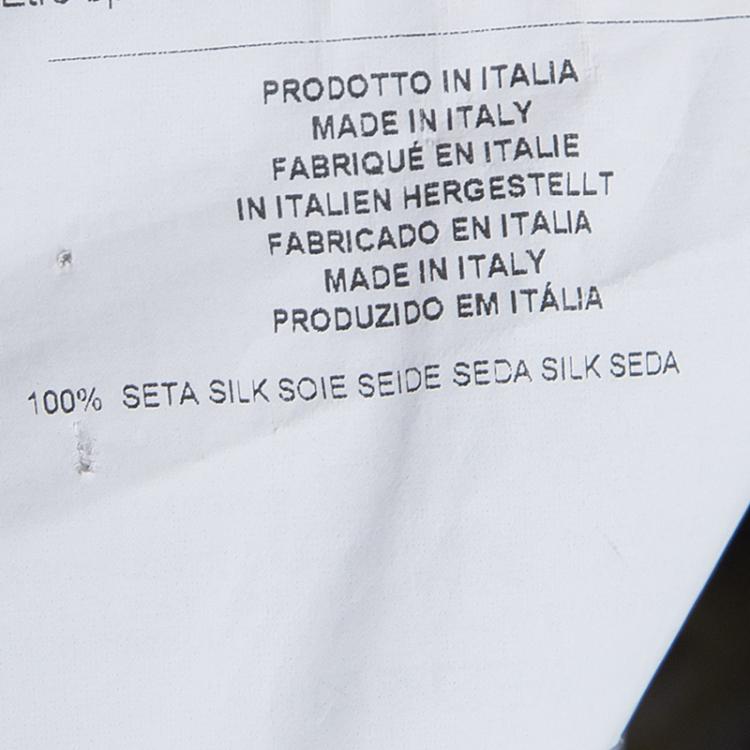 PRODOTTO IN ITALIA
MADE IN ITALY
FABRIQUÉ EN ITALIE
IN ITALIEN HERGESTELLT
FABRICADO EN ITALIA
MADE IN ITALY
PRODUZIDO EM ITÁLIA
100% SETA SILK SOIE SEIDE SEDA SILK SEDA